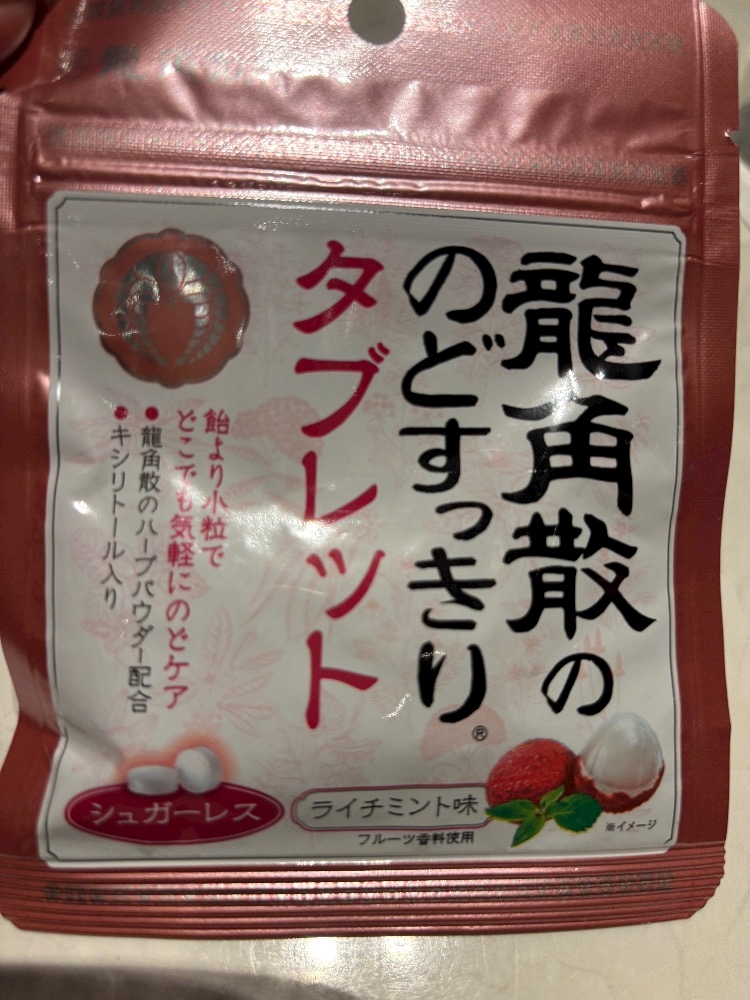 龍角散の
のどすっきり®
タブレット
飴より小粒で
どこでも気軽にのどケア
●龍角散のハーブパウダー配合
●キシリトール入り
シュガーレス
ライチミント味
フルーツ香料使用
※イメージ